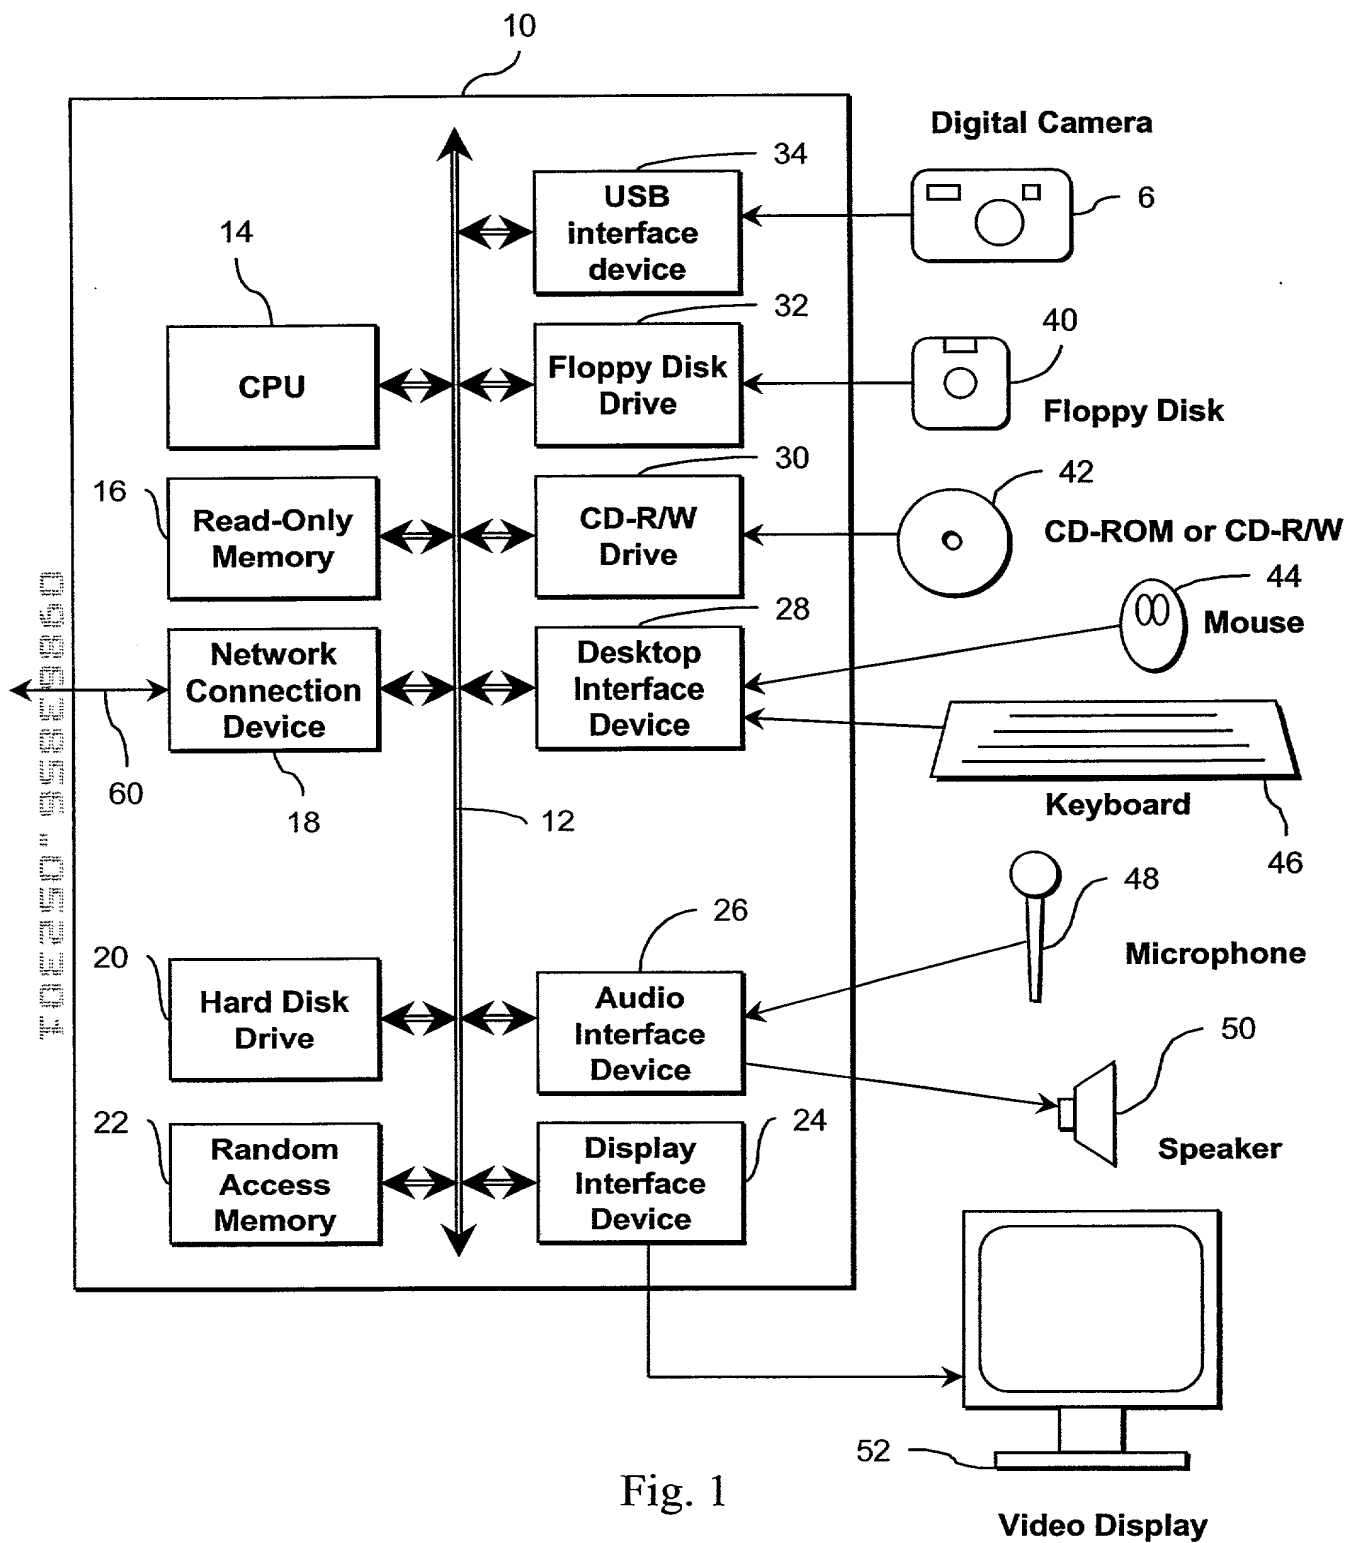 10
Digital Camera
34
USB
interface
device
6
14
CPU
32
Floppy Disk
Drive
40
Floppy Disk
16
Read-Only
Memory
30
CD-R/W
Drive
42
CD-ROM or CD-R/W
44
Mouse
Network
Connection
Device
18
60
28
Desktop
Interface
Device
12
Keyboard
46
48
Microphone
20
Hard Disk
Drive
26
Audio
Interface
Device
50
Speaker
22
Random
Access
Memory
24
Display
Interface
Device
52
Video Display
Fig. 1